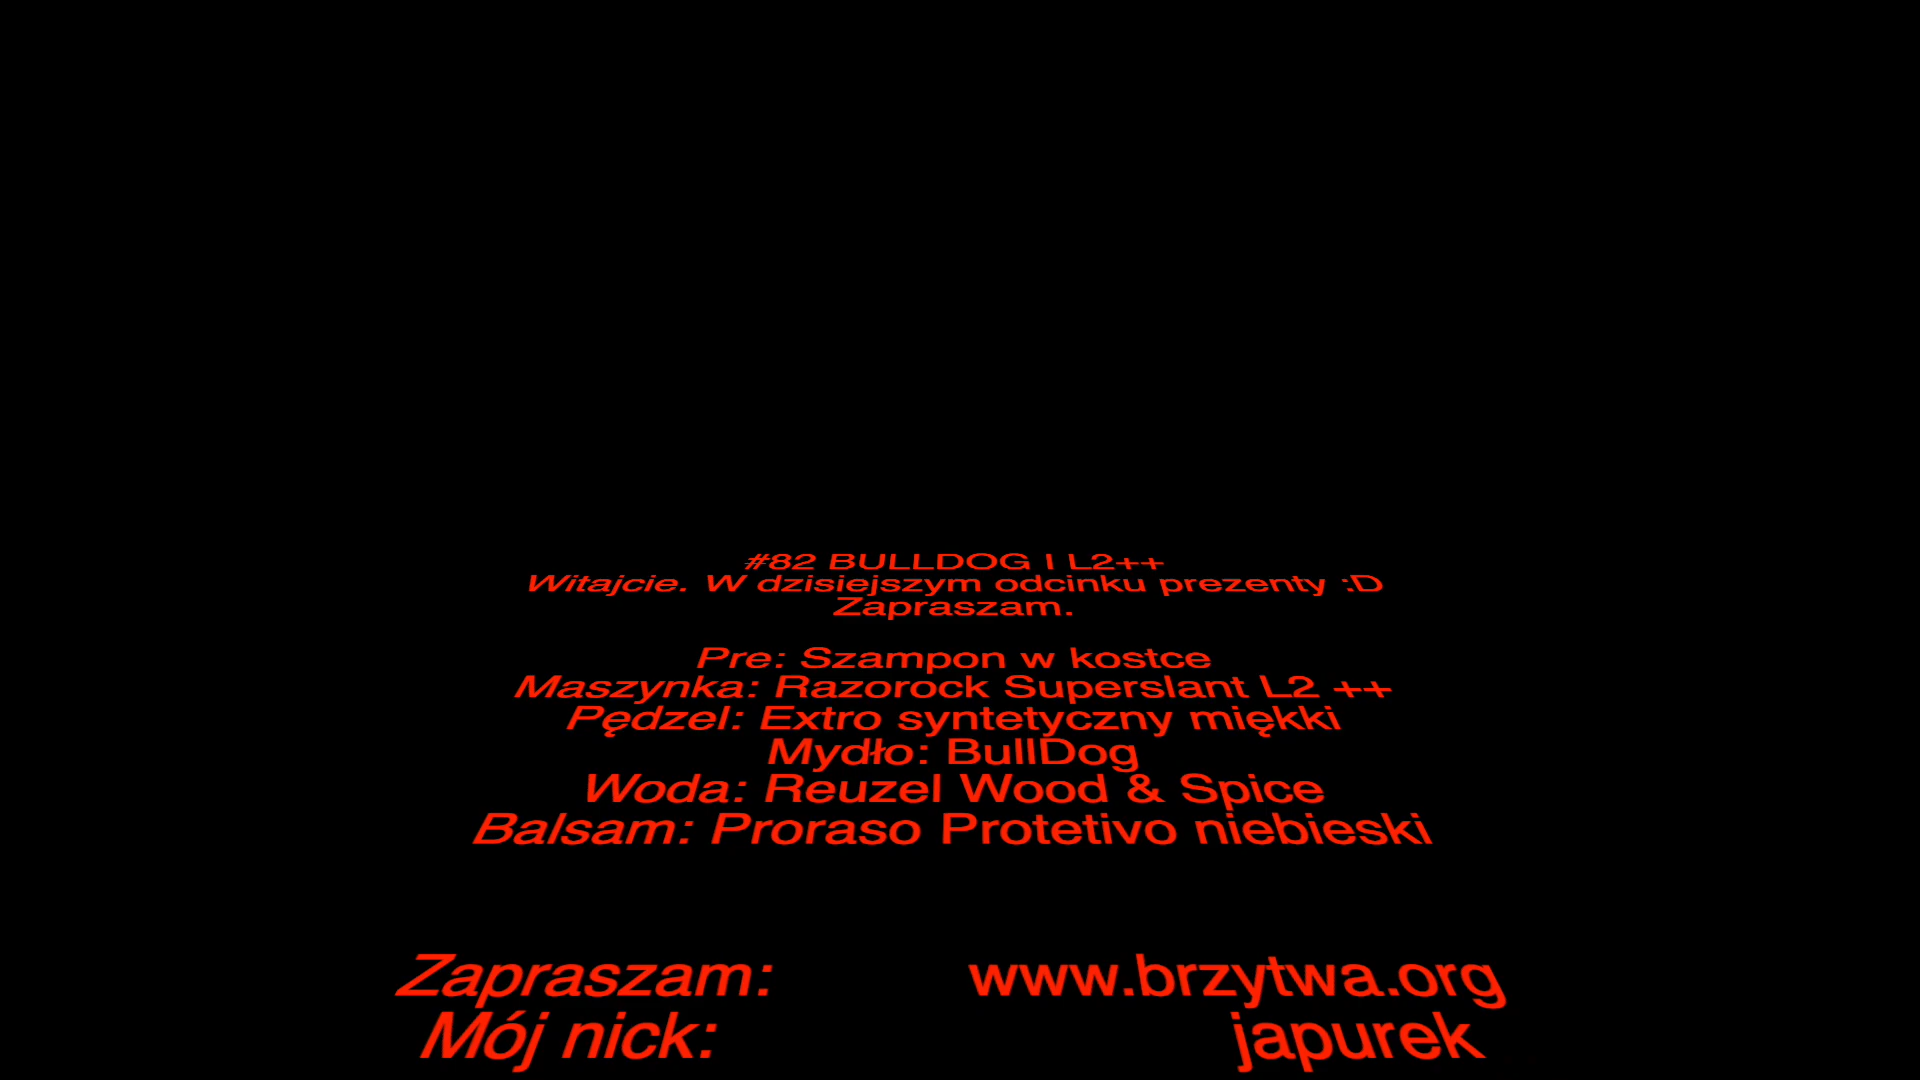 #82 BULLDOG I L2++
Witajcie. W dzisiejszym odcinku prezenty :D
Zapraszam.
Pre: Szampon w kostce
Maszynka: Razorock Superslant L2 ++
Pędzel: Extro syntetyczny miękki
Mydło: BullDog
Woda: Reuzel Wood & Spice
Balsam: Proraso Protetivo niebieski
Zapraszam: www.brzytwa.org
Mój nick: japurek